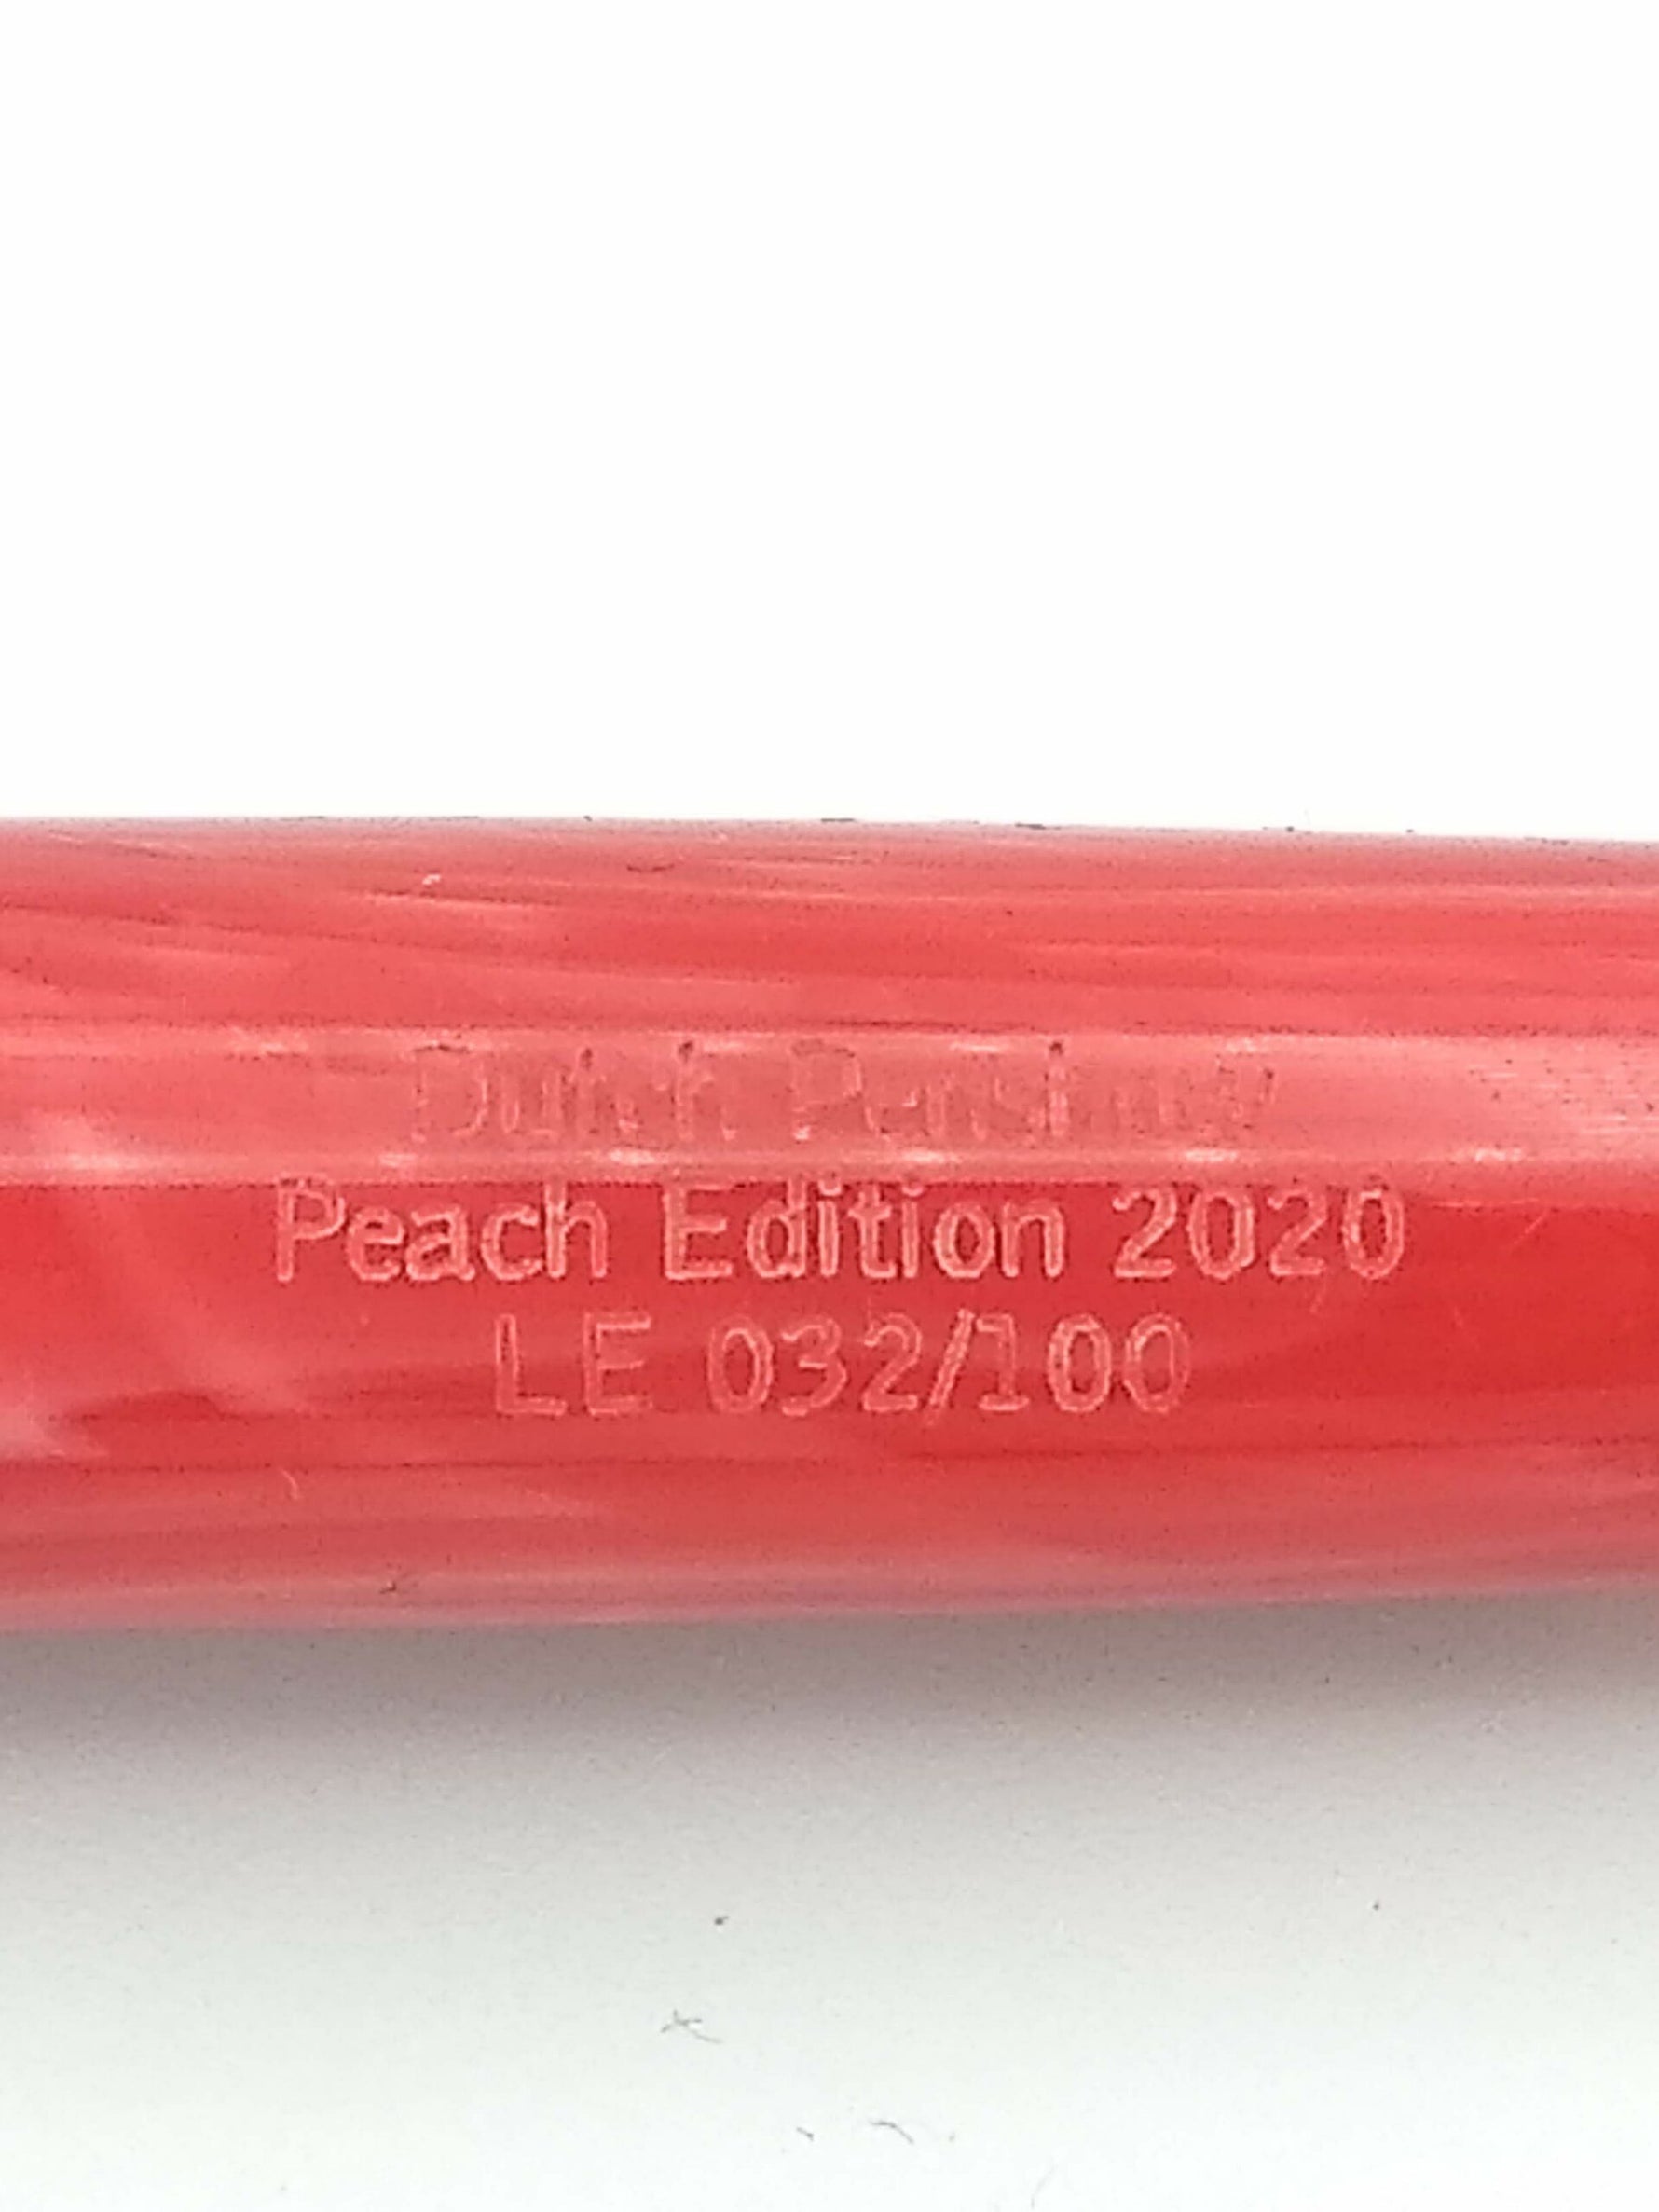 Dutch Penshow
Peach Edition 2020
LE 032/100